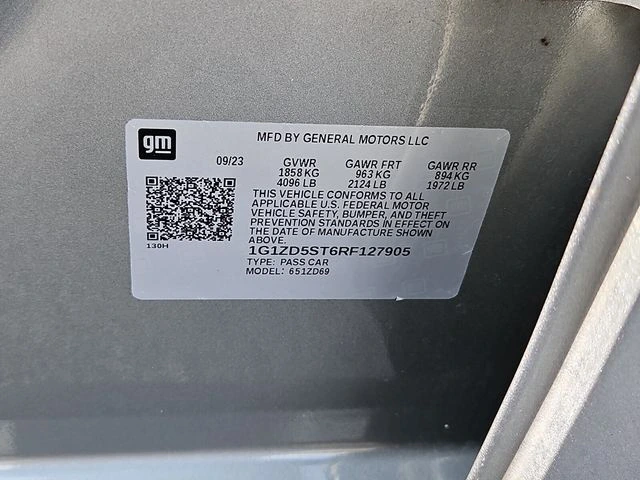 gm
MFD BY GENERAL MOTORS LLC
09/23 GVWR GAWR FRT GAWR RR
1858 KG 963 KG 894 KG
4096 LB 2124 LB 1972 LB
THIS VEHICLE CONFORMS TO ALL
APPLICABLE U.S. FEDERAL MOTOR
VEHICLE SAFETY, BUMPER, AND THEFT
PREVENTION STANDARDS IN EFFECT ON
THE DATE OF MANUFACTURE SHOWN
ABOVE.
130H
1G1ZD5ST6RF127905
TYPE: PASS CAR
MODEL: 651ZD69